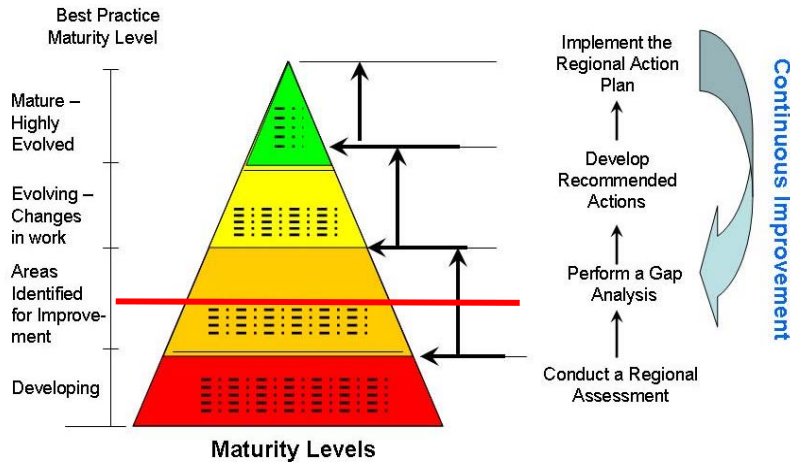 Best Practice
Maturity Level
Mature –
Highly
Evolved
Evolving –
Changes
in work
Areas
Identified
for Improve-
ment
Developing
Maturity Levels
Implement the
Regional Action
Plan
Develop
Recommended
Actions
Perform a Gap
Analysis
Conduct a Regional
Assessment
Continuous Improvement